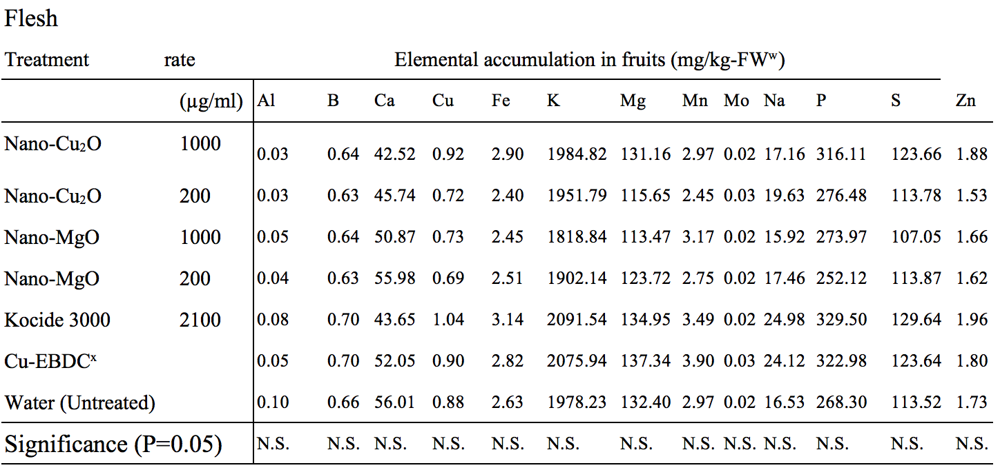 Flesh
Treatment rate Elemental accumulation in fruits (mg/kg-FWʷ)
(µg/ml) Al B Ca Cu Fe K Mg Mn Mo Na P S Zn
Nano-Cu₂O 1000 0.03 0.64 42.52 0.92 2.90 1984.82 131.16 2.97 0.02 17.16 316.11 123.66 1.88
Nano-Cu₂O 200 0.03 0.63 45.74 0.72 2.40 1951.79 115.65 2.45 0.03 19.63 276.48 113.78 1.53
Nano-MgO 1000 0.05 0.64 50.87 0.73 2.45 1818.84 113.47 3.17 0.02 15.92 273.97 107.05 1.66
Nano-MgO 200 0.04 0.63 55.98 0.69 2.51 1902.14 123.72 2.75 0.02 17.46 252.12 113.87 1.62
Kocide 3000 2100 0.08 0.70 43.65 1.04 3.14 2091.54 134.95 3.49 0.02 24.98 329.50 129.64 1.96
Cu-EBDCˣ 0.05 0.70 52.05 0.90 2.82 2075.94 137.34 3.90 0.03 24.12 322.98 123.64 1.80
Water (Untreated) 0.10 0.66 56.01 0.88 2.63 1978.23 132.40 2.97 0.02 16.53 268.30 113.52 1.73
Significance (P=0.05) N.S. N.S. N.S. N.S. N.S. N.S. N.S. N.S. N.S. N.S. N.S. N.S. N.S.